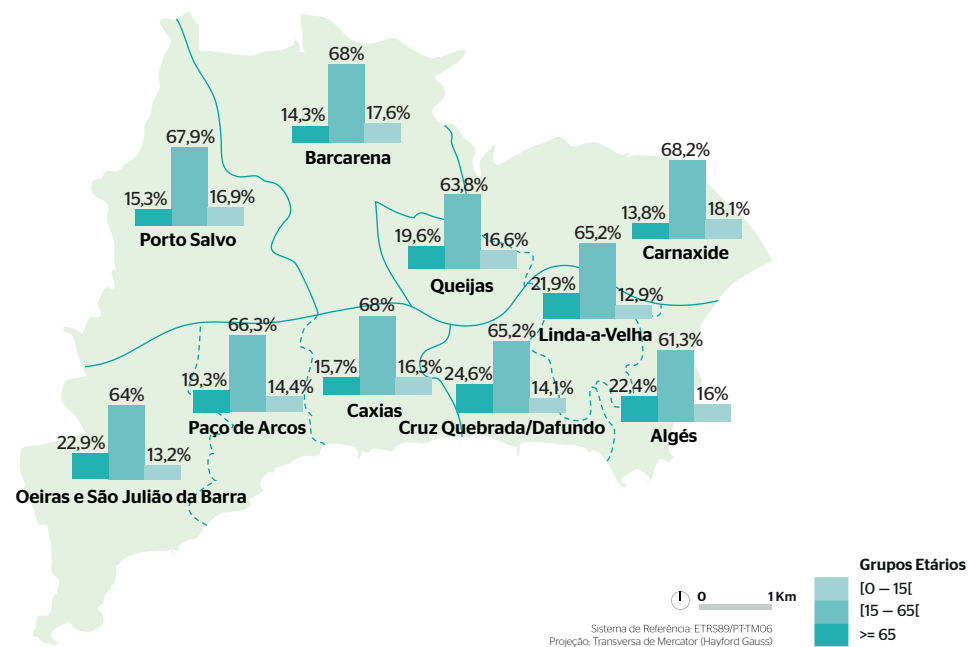 68%
14,3%
17,6%
Barcarena
67,9%
15,3%
16,9%
Porto Salvo
68,2%
13,8%
18,1%
Carnaxide
63,8%
19,6%
16,6%
Queijas
65,2%
21,9%
12,9%
Linda-a-Velha
68%
15,7%
16,3%
Caxias
66,3%
19,3%
14,4%
Paço de Arcos
65,2%
24,6%
14,1%
Cruz Quebrada/Dafundo
61,3%
22,4%
16%
Algés
64%
22,9%
13,2%
Oeiras e São Julião da Barra
Grupos Etários
[0 – 15[
[15 – 65[
>= 65
0 1 Km
Sistema de Referência: ETRS89/PT-TM06
Projeção: Transversa de Mercator (Hayford Gauss)